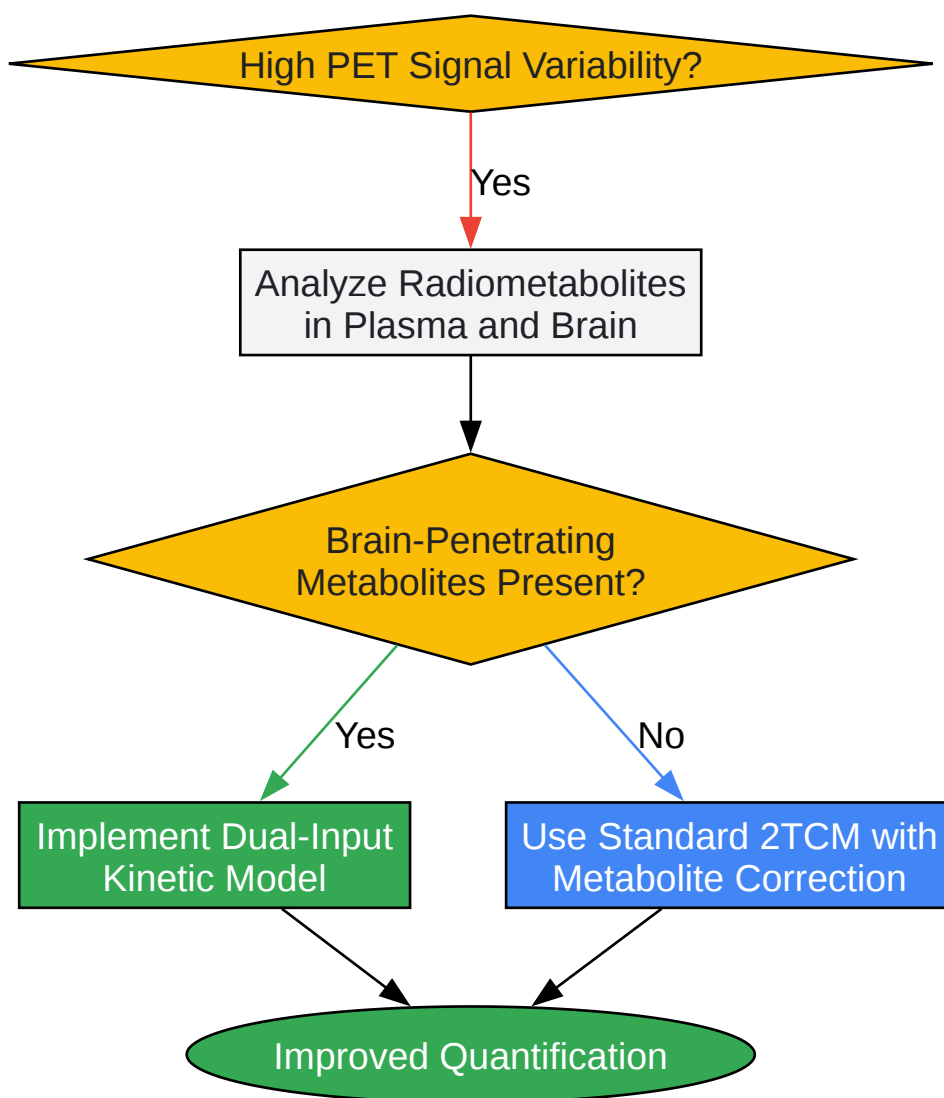 High PET Signal Variability?
Yes
Analyze Radiometabolites
in Plasma and Brain
Brain-Penetrating
Metabolites Present?
Yes
No
Implement Dual-Input
Kinetic Model
Use Standard 2TCM with
Metabolite Correction
Improved Quantification